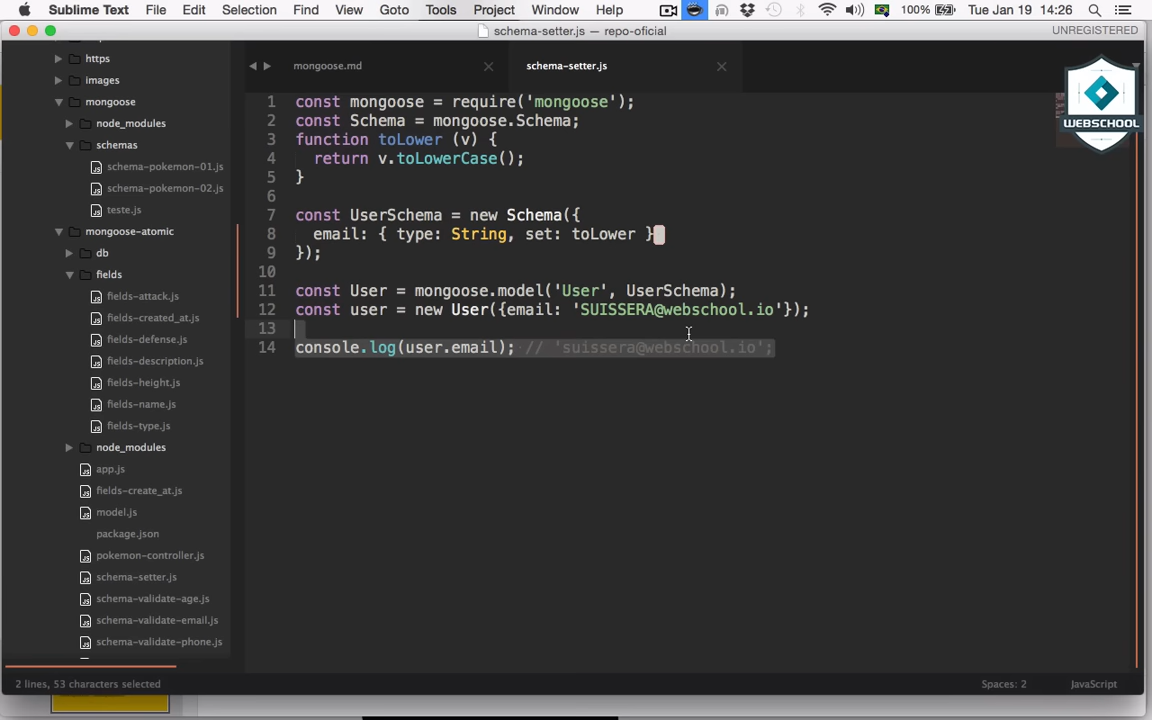 Sublime Text File Edit Selection Find View Goto Tools Project Window Help 100% Tue Jan 19 14:26
schema-setter.js — repo-oficial UNREGISTERED
https
images
mongoose
node_modules
schemas
schema-pokemon-01.js
schema-pokemon-02.js
teste.js
mongoose-atomic
db
fields
fields-attack.js
fields-created_at.js
fields-defense.js
fields-description.js
fields-height.js
fields-name.js
fields-type.js
node_modules
app.js
fields-create_at.js
model.js
package.json
pokemon-controller.js
schema-setter.js
schema-validate-age.js
schema-validate-email.js
schema-validate-phone.js
mongoose.md schema-setter.js
WEBSCHOOL
1 const mongoose = require('mongoose');
2 const Schema = mongoose.Schema;
3 function toLower (v) {
4 return v.toLowerCase();
5 }
6
7 const UserSchema = new Schema({
8 email: { type: String, set: toLower }
9 });
10
11 const User = mongoose.model('User', UserSchema);
12 const user = new User({email: 'SUISSERA@webschool.io'});
13
14 console.log(user.email); // 'suissera@webschool.io';
2 lines, 53 characters selected Spaces: 2 JavaScript